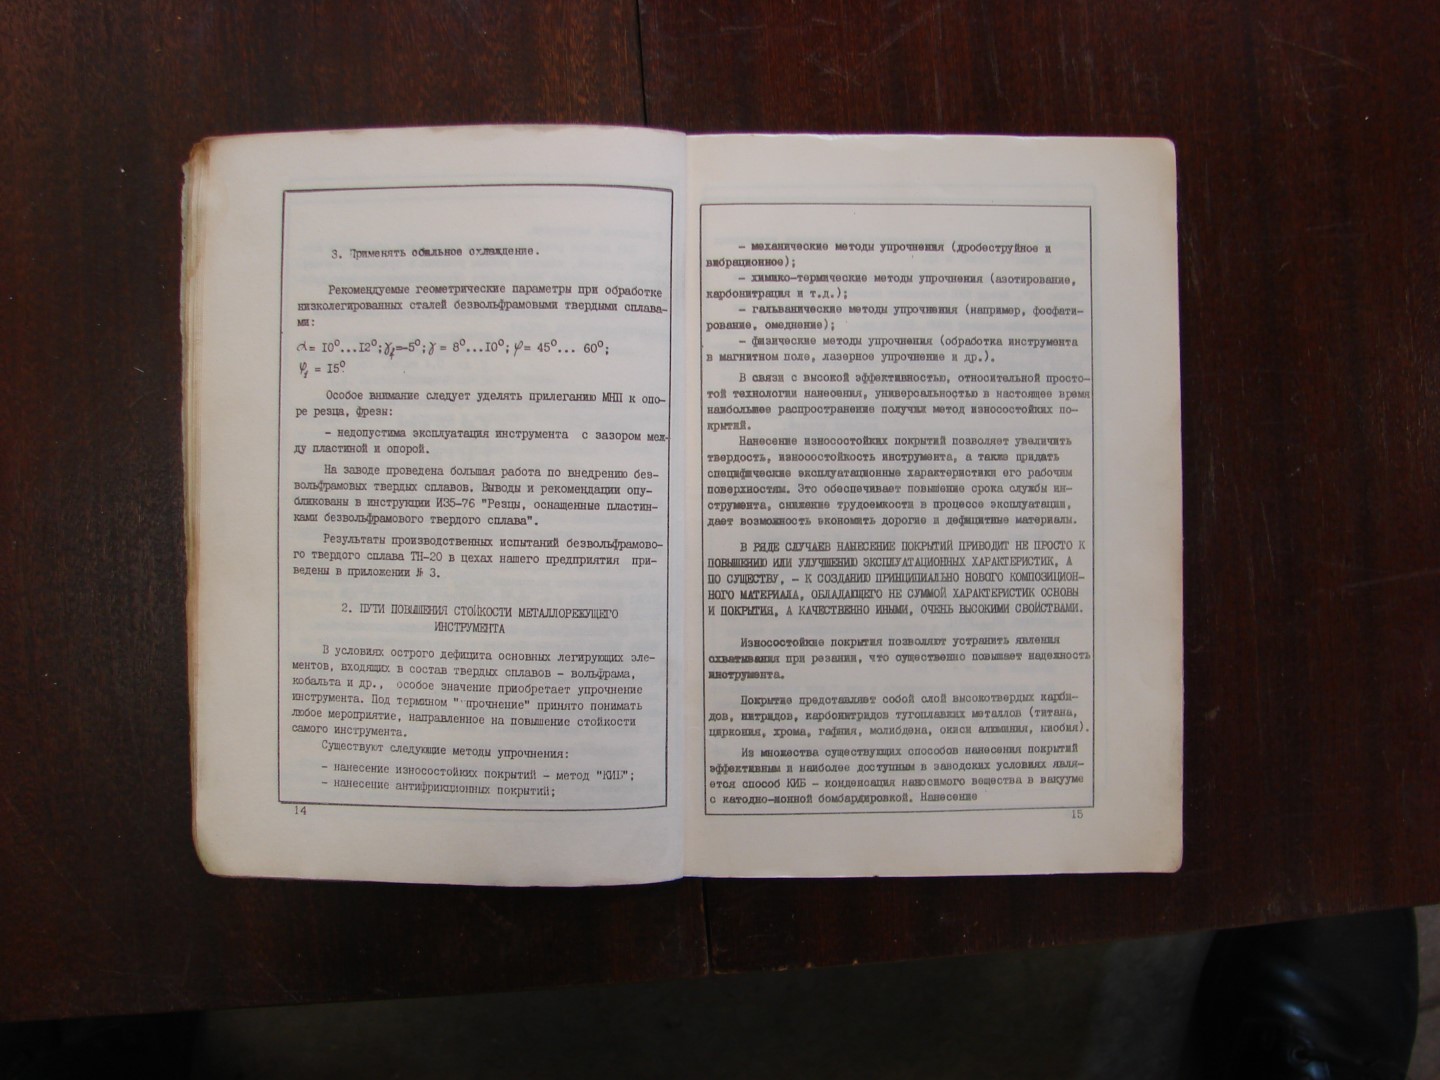 3. Применять обильное охлаждение.
Рекомендуемые геометрические параметры при обработке
низколегированных сталей безвольфрамовыми твердыми сплава-
ми:
α = 10°...12°; γf=-5°; γ = 8°...10°; φ = 45°... 60°;
φ₁ = 15°
Особое внимание следует уделять прилеганию МНП к опо-
ре резца, фрезы:
- недопустима эксплуатация инструмента с зазором меж-
ду пластиной и опорой.
На заводе проведена большая работа по внедрению без-
вольфрамовых твердых сплавов. Выводы и рекомендации опу-
бликованы в инструкции И35-76 "Резцы, оснащенные пластин-
ками безвольфрамового твердого сплава".
Результаты производственных испытаний безвольфрамово-
го твердого сплава ТН-20 в цехах нашего предприятия при-
ведены в приложении № 3.
2. ПУТИ ПОВЫШЕНИЯ СТОЙКОСТИ МЕТАЛЛОРЕЖУЩЕГО
ИНСТРУМЕНТА
В условиях острого дефицита основных легирующих эле-
ментов, входящих в состав твердых сплавов - вольфрама,
кобальта и др., особое значение приобретает упрочнение
инструмента. Под термином " прочнение" принято понимать
любое мероприятие, направленное на повышение стойкости
самого инструмента.
Существуют следующие методы упрочнения:
- нанесение износостойких покрытий - метод "КИБ";
- нанесение антифрикционных покрытий;
14
- механические методы упрочнения (дробеструйное и
вибрационное);
- химико-термические методы упрочнения (азотирование,
карбонитрация и т.д.);
- гальванические методы упрочнения (например, фосфати-
рование, омеднение);
- физические методы упрочнения (обработка инструмента
в магнитном поле, лазерное упрочнение и др.).
В связи с высокой эффективностью, относительной просто-
той технологии нанесения, универсальностью в настоящее время
наибольшее распространение получил метод износостойких по-
крытий.
Нанесение износостойких покрытий позволяет увеличить
твердость, износостойкость инструмента, а также придать
специфические эксплуатационные характеристики его рабочим
поверхностям. Это обеспечивает повышение срока службы ин-
струмента, снижение трудоемкости в процессе эксплуатации,
дает возможность экономить дорогие и дефицитные материалы.
В РЯДЕ СЛУЧАЕВ НАНЕСЕНИЕ ПОКРЫТИЙ ПРИВОДИТ НЕ ПРОСТО К
ПОВЫШЕНИЮ ИЛИ УЛУЧШЕНИЮ ЭКСПЛУАТАЦИОННЫХ ХАРАКТЕРИСТИК, А
ПО СУЩЕСТВУ, - К СОЗДАНИЮ ПРИНЦИПИАЛЬНО НОВОГО КОМПОЗИЦИОН-
НОГО МАТЕРИАЛА, ОБЛАДАЮЩЕГО НЕ СУММОЙ ХАРАКТЕРИСТИК ОСНОВЫ
И ПОКРЫТИЯ, А КАЧЕСТВЕННО ИНЫМИ, ОЧЕНЬ ВЫСОКИМИ СВОЙСТВАМИ.
Износостойкие покрытия позволяют устранить явления
схватывания при резании, что существенно повышает надежность
инструмента.
Покрытие представляет собой слой высокотвердых карби-
дов, нитридов, карбонитридов тугоплавких металлов (титана,
циркония, хрома, гафния, молибдена, окиси алюминия, ниобия).
Из множества существующих способов нанесения покрытий
эффективным и наиболее доступным в заводских условиях явля-
ется способ КИБ - конденсация наносимого вещества в вакууме
с катодно-ионной бомбардировкой. Нанесение
15